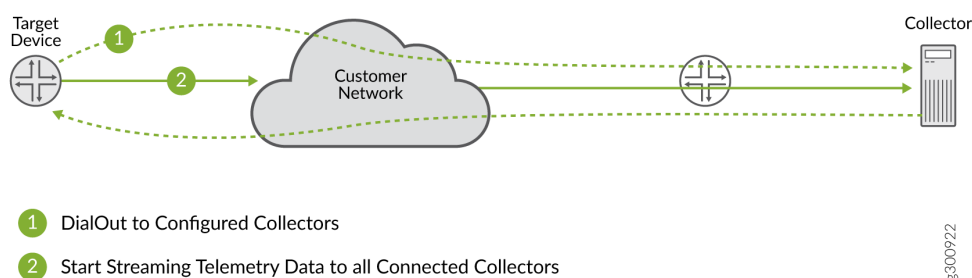 Target
Device
1
Collector
2
Customer
Network
1 DialOut to Configured Collectors
2 Start Streaming Telemetry Data to all Connected Collectors
g300922